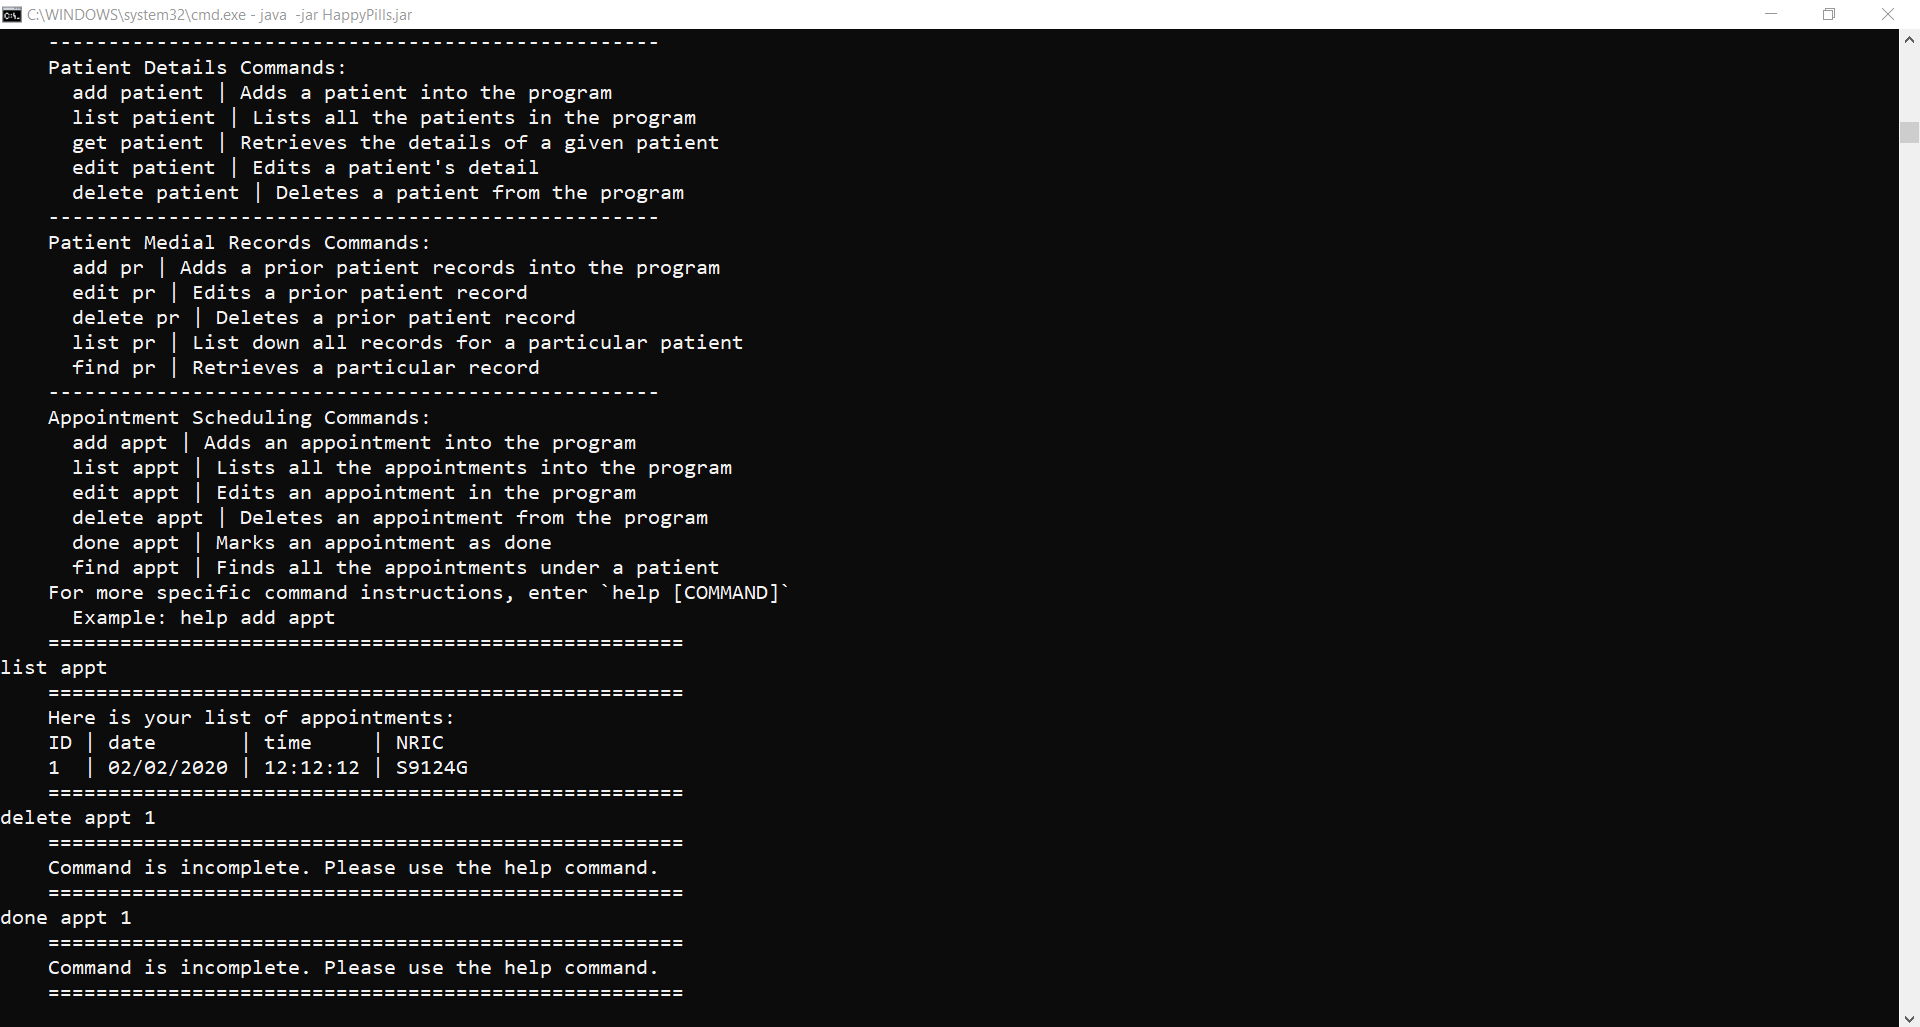 C:\WINDOWS\system32\cmd.exe - java  -jar HappyPills.jar
---------------------------------------------------
Patient Details Commands:
  add patient | Adds a patient into the program
  list patient | Lists all the patients in the program
  get patient | Retrieves the details of a given patient
  edit patient | Edits a patient's detail
  delete patient | Deletes a patient from the program
---------------------------------------------------
Patient Medial Records Commands:
  add pr | Adds a prior patient records into the program
  edit pr | Edits a prior patient record
  delete pr | Deletes a prior patient record
  list pr | List down all records for a particular patient
  find pr | Retrieves a particular record
---------------------------------------------------
Appointment Scheduling Commands:
  add appt | Adds an appointment into the program
  list appt | Lists all the appointments into the program
  edit appt | Edits an appointment in the program
  delete appt | Deletes an appointment from the program
  done appt | Marks an appointment as done
  find appt | Finds all the appointments under a patient
For more specific command instructions, enter `help [COMMAND]`
  Example: help add appt
=====================================================
list appt
=====================================================
Here is your list of appointments:
ID | date       | time     | NRIC
1  | 02/02/2020 | 12:12:12 | S9124G
=====================================================
delete appt 1
=====================================================
Command is incomplete. Please use the help command.
=====================================================
done appt 1
=====================================================
Command is incomplete. Please use the help command.
=====================================================